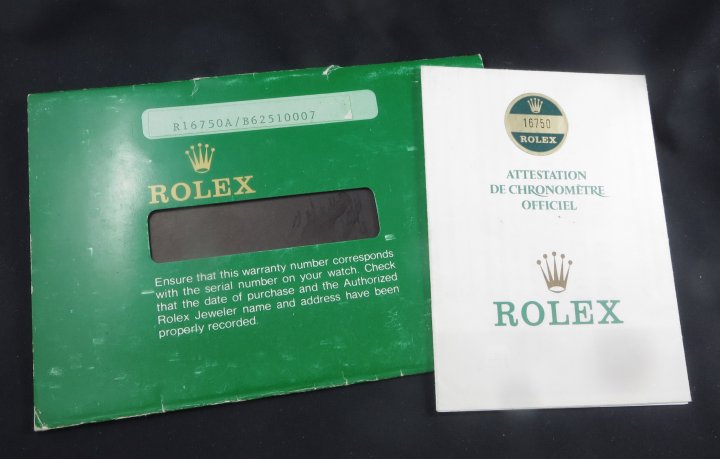 R16750A/B62510007
ROLEX
Ensure that this warranty number corresponds
with the serial number on your watch. Check
that the date of purchase and the Authorized
Rolex Jeweler name and address have been
properly recorded.
16750
ROLEX
ATTESTATION
DE CHRONOMÈTRE
OFFICIEL
ROLEX